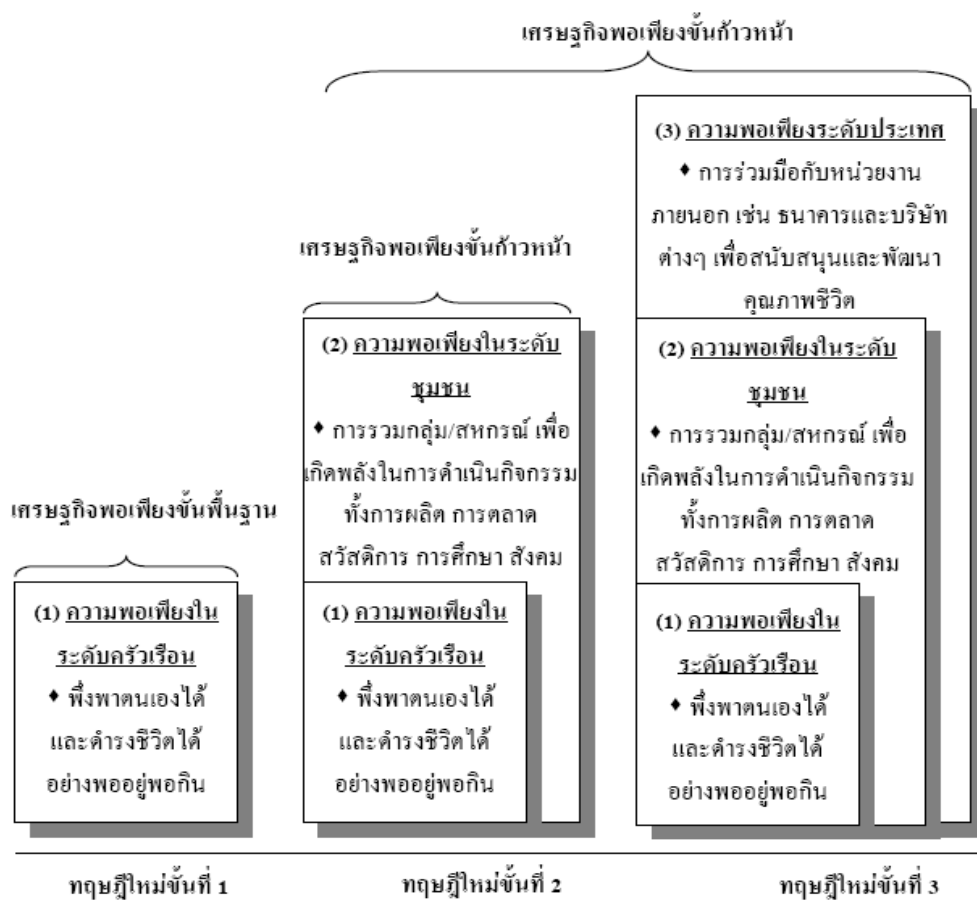 เศรษฐกิจพอเพียงขั้นก้าวหน้า
(3) ความพอเพียงระดับประเทศ
♦ การร่วมมือกับหน่วยงาน
ภายนอก เช่น ธนาคารและบริษัท
ต่างๆ เพื่อสนับสนุนและพัฒนา
คุณภาพชีวิต
เศรษฐกิจพอเพียงขั้นก้าวหน้า
(2) ความพอเพียงในระดับ
ชุมชน
♦ การรวมกลุ่ม/สหกรณ์ เพื่อ
เกิดพลังในการดำเนินกิจกรรม
ทั้งการผลิต การตลาด
สวัสดิการ การศึกษา สังคม
(2) ความพอเพียงในระดับ
ชุมชน
♦ การรวมกลุ่ม/สหกรณ์ เพื่อ
เกิดพลังในการดำเนินกิจกรรม
ทั้งการผลิต การตลาด
สวัสดิการ การศึกษา สังคม
เศรษฐกิจพอเพียงขั้นพื้นฐาน
(1) ความพอเพียงใน
ระดับครัวเรือน
♦ พึ่งพาตนเองได้
และดำรงชีวิตได้
อย่างพออยู่พอกิน
(1) ความพอเพียงใน
ระดับครัวเรือน
♦ พึ่งพาตนเองได้
และดำรงชีวิตได้
อย่างพออยู่พอกิน
(1) ความพอเพียงใน
ระดับครัวเรือน
♦ พึ่งพาตนเองได้
และดำรงชีวิตได้
อย่างพออยู่พอกิน
ทฤษฎีใหม่ขั้นที่ 1
ทฤษฎีใหม่ขั้นที่ 2
ทฤษฎีใหม่ขั้นที่ 3